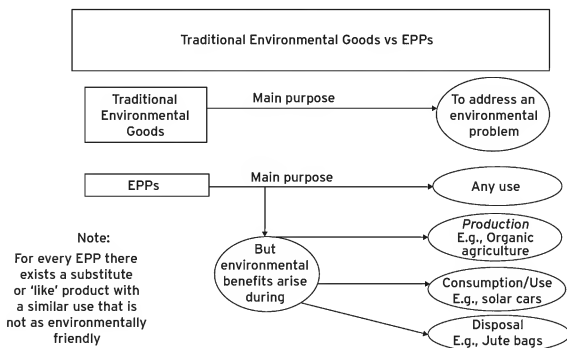 Traditional Environmental Goods vs EPPs
Traditional
Environmental
Goods
Main purpose
To address an
environmental
problem
EPPs
Main purpose
Any use
Note:
For every EPP there
exists a substitute
or ‘like’ product with
a similar use that is
not as environmentally
friendly
But
environmental
benefits arise
during
Production
E.g., Organic
agriculture
Consumption/Use
E.g., solar cars
Disposal
E.g., Jute bags